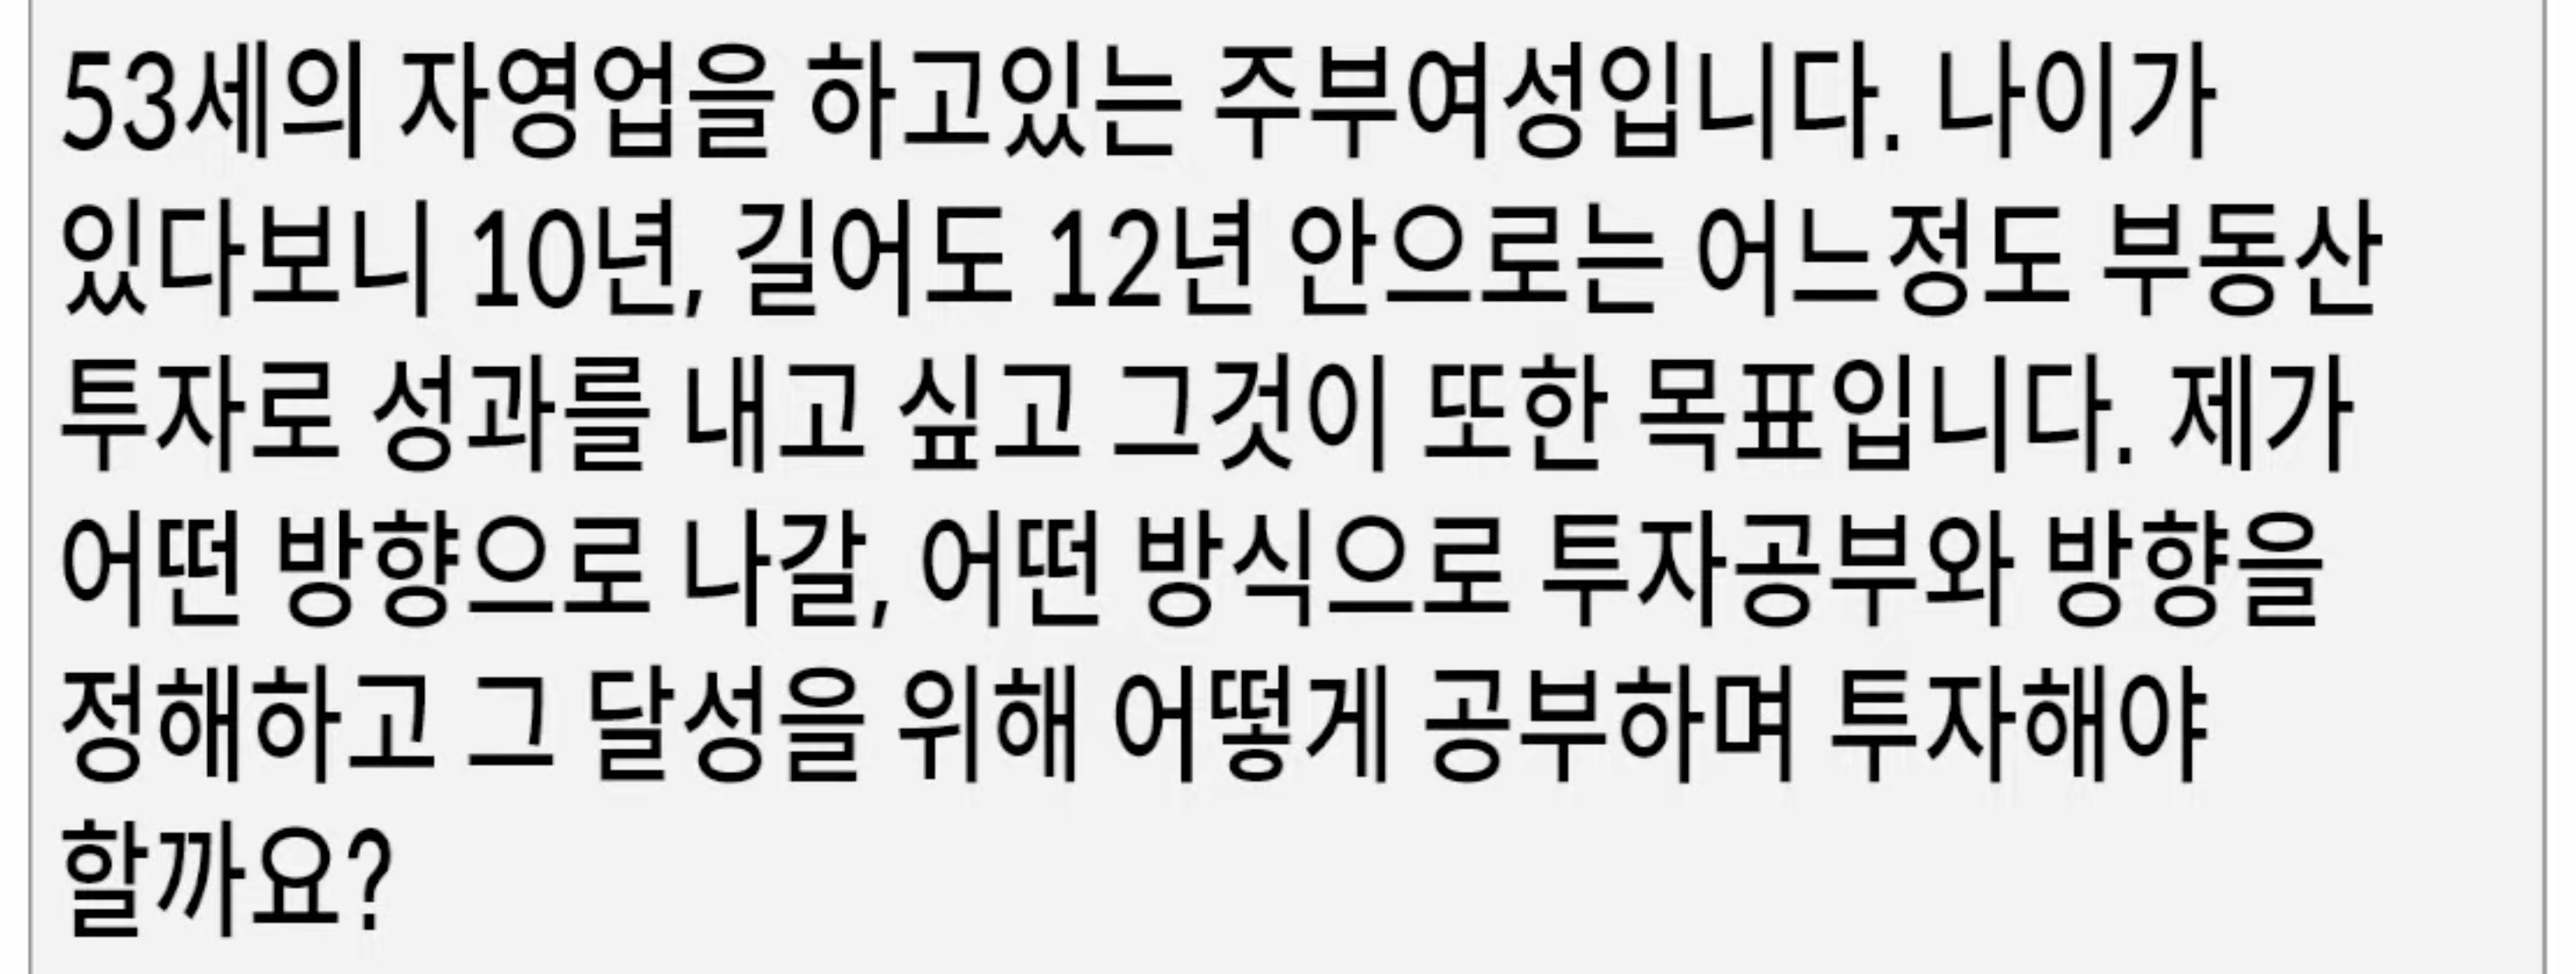 53세의 자영업을 하고있는 주부여성입니다. 나이가
있다보니 10년, 길어도 12년 안으로는 어느정도 부동산
투자로 성과를 내고 싶고 그것이 또한 목표입니다. 제가
어떤 방향으로 나갈, 어떤 방식으로 투자공부와 방향을
정해하고 그 달성을 위해 어떻게 공부하며 투자해야
할까요?